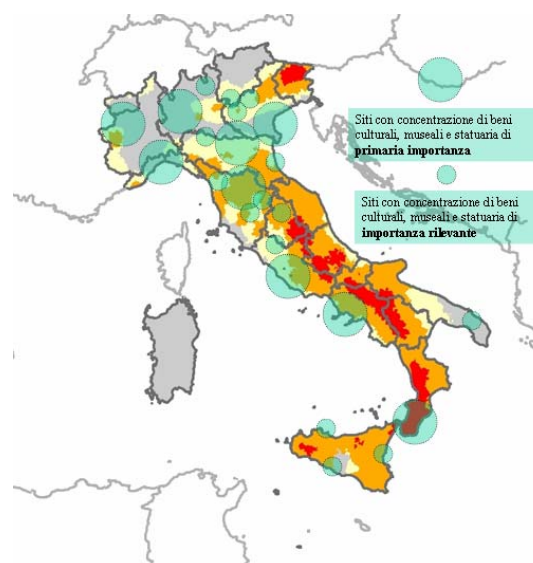 Siti con concentrazione di beni
culturali, museali e statuaria di
primaria importanza
Siti con concentrazione di beni
culturali, museali e statuaria di
importanza rilevante